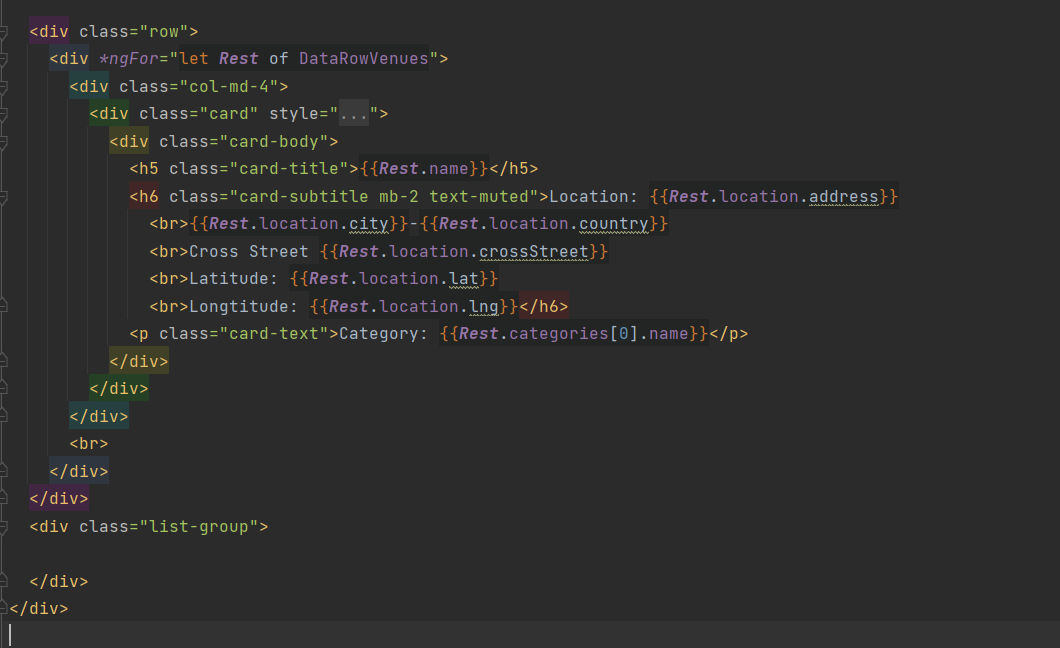 <div class="row">
<div *ngFor="let Rest of DataRowVenues">
<div class="col-md-4">
<div class="card" style="...">
<div class="card-body">
<h5 class="card-title">{{Rest.name}}</h5>
<h6 class="card-subtitle mb-2 text-muted">Location: {{Rest.location.address}}
<br>{{Rest.location.city}}-{{Rest.location.country}}
<br>Cross Street {{Rest.location.crossStreet}}
<br>Latitude: {{Rest.location.lat}}
<br>Longtitude: {{Rest.location.lng}}</h6>
<p class="card-text">Category: {{Rest.categories[0].name}}</p>
</div>
</div>
</div>
<br>
</div>
</div>
<div class="list-group">
</div>
</div>